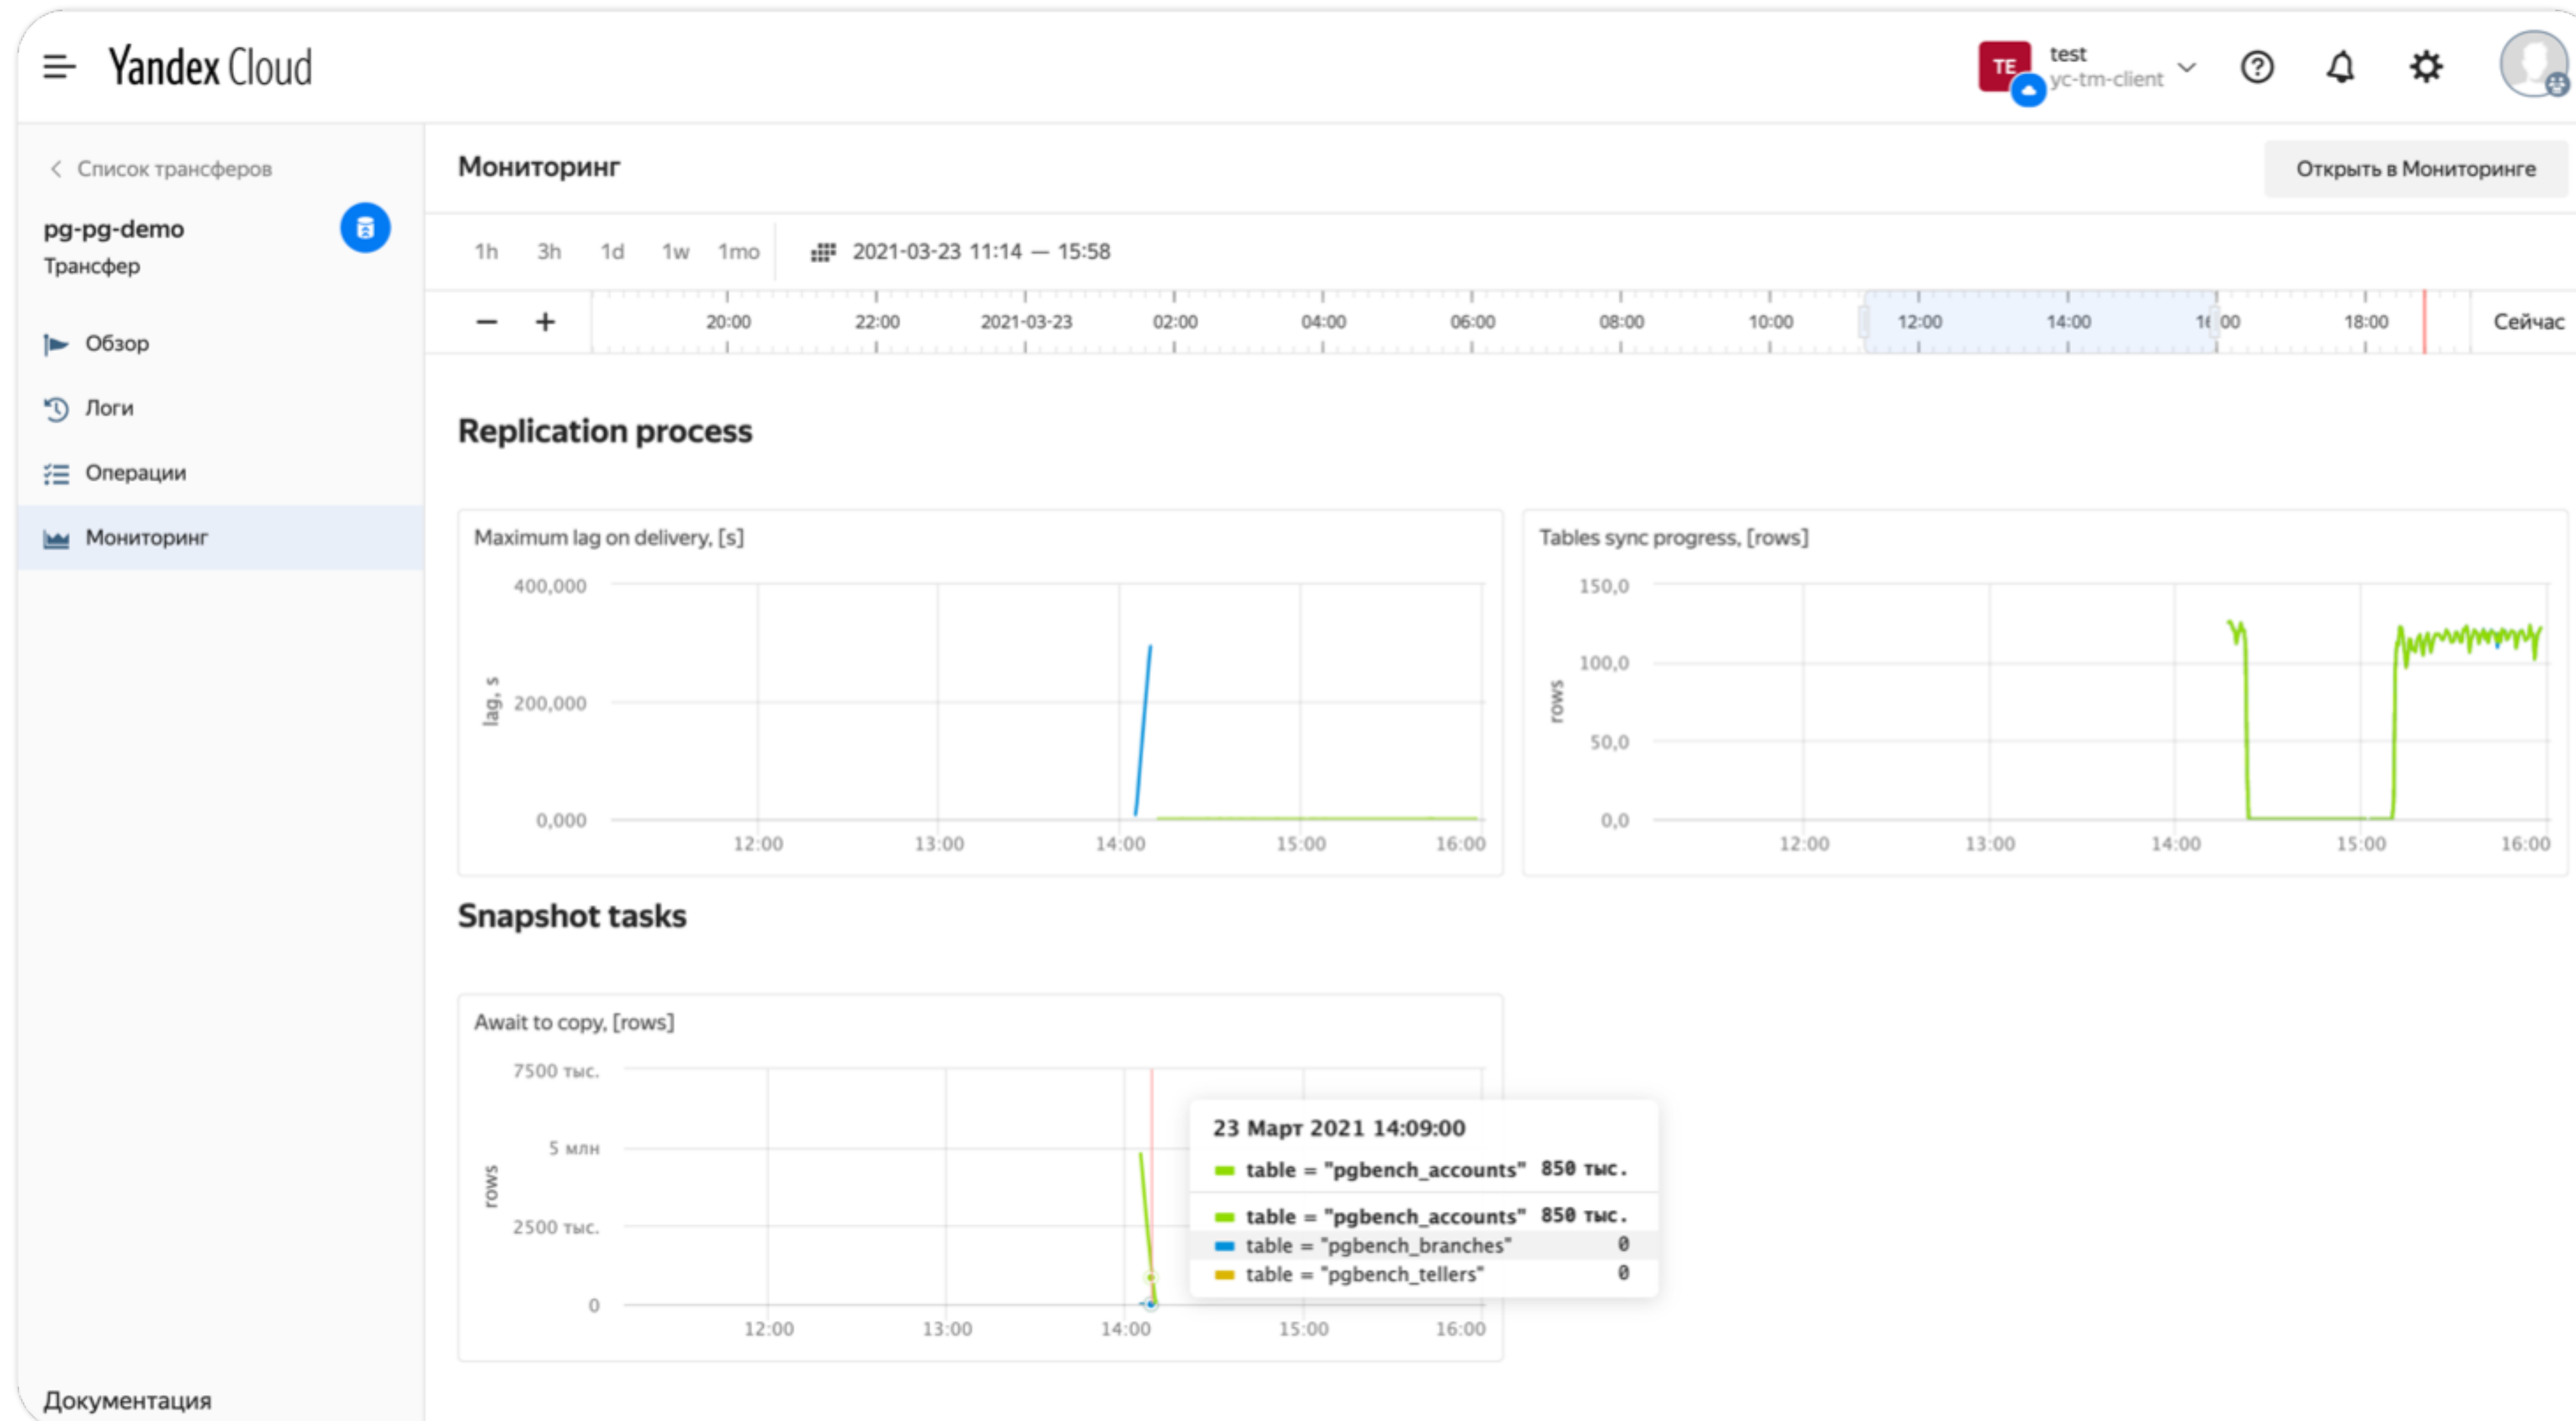 Yandex Cloud
TE
test
yc-tm-client
Список трансферов
pg-pg-demo
Трансфер
Обзор
Логи
Операции
Мониторинг
Документация
Мониторинг
Открыть в Мониторинге
1h 3h 1d 1w 1mo 2021-03-23 11:14 — 15:58
− + 20:00 22:00 2021-03-23 02:00 04:00 06:00 08:00 10:00 12:00 14:00 16:00 18:00 Сейчас
Replication process
Maximum lag on delivery, [s]
400,000
200,000
0,000
lag, s
12:00 13:00 14:00 15:00 16:00
Tables sync progress, [rows]
150,0
100,0
50,0
0,0
rows
12:00 13:00 14:00 15:00 16:00
Snapshot tasks
Await to copy, [rows]
7500 тыс.
5 млн
2500 тыс.
0
rows
12:00 13:00 14:00 15:00 16:00
23 Март 2021 14:09:00
table = "pgbench_accounts" 850 тыс.
table = "pgbench_accounts" 850 тыс.
table = "pgbench_branches" 0
table = "pgbench_tellers" 0